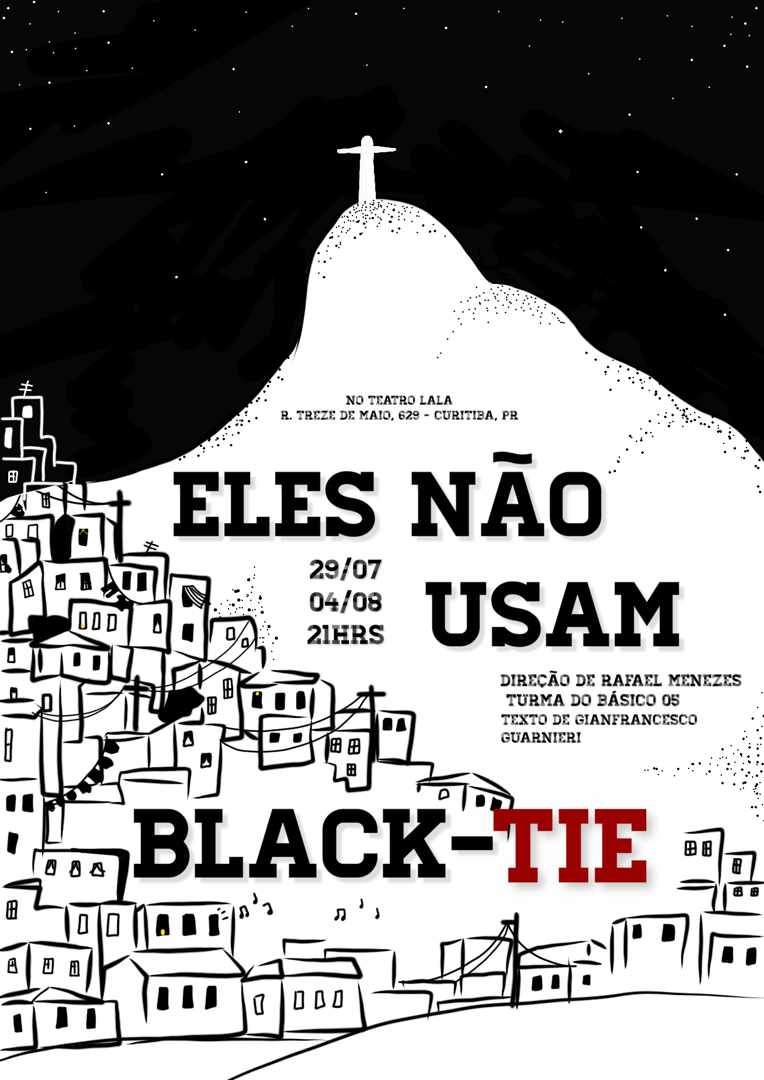 NO TEATRO LALA
R. TREZE DE MAIO, 629 - CURITIBA, PR
ELES NÃO
29/07
04/08
21HRS
USAM
DIREÇÃO DE RAFAEL MENEZES
TURMA DO BÁSICO 05
TEXTO DE GIANFRANCESCO
GUARNIERI
BLACK-TIE